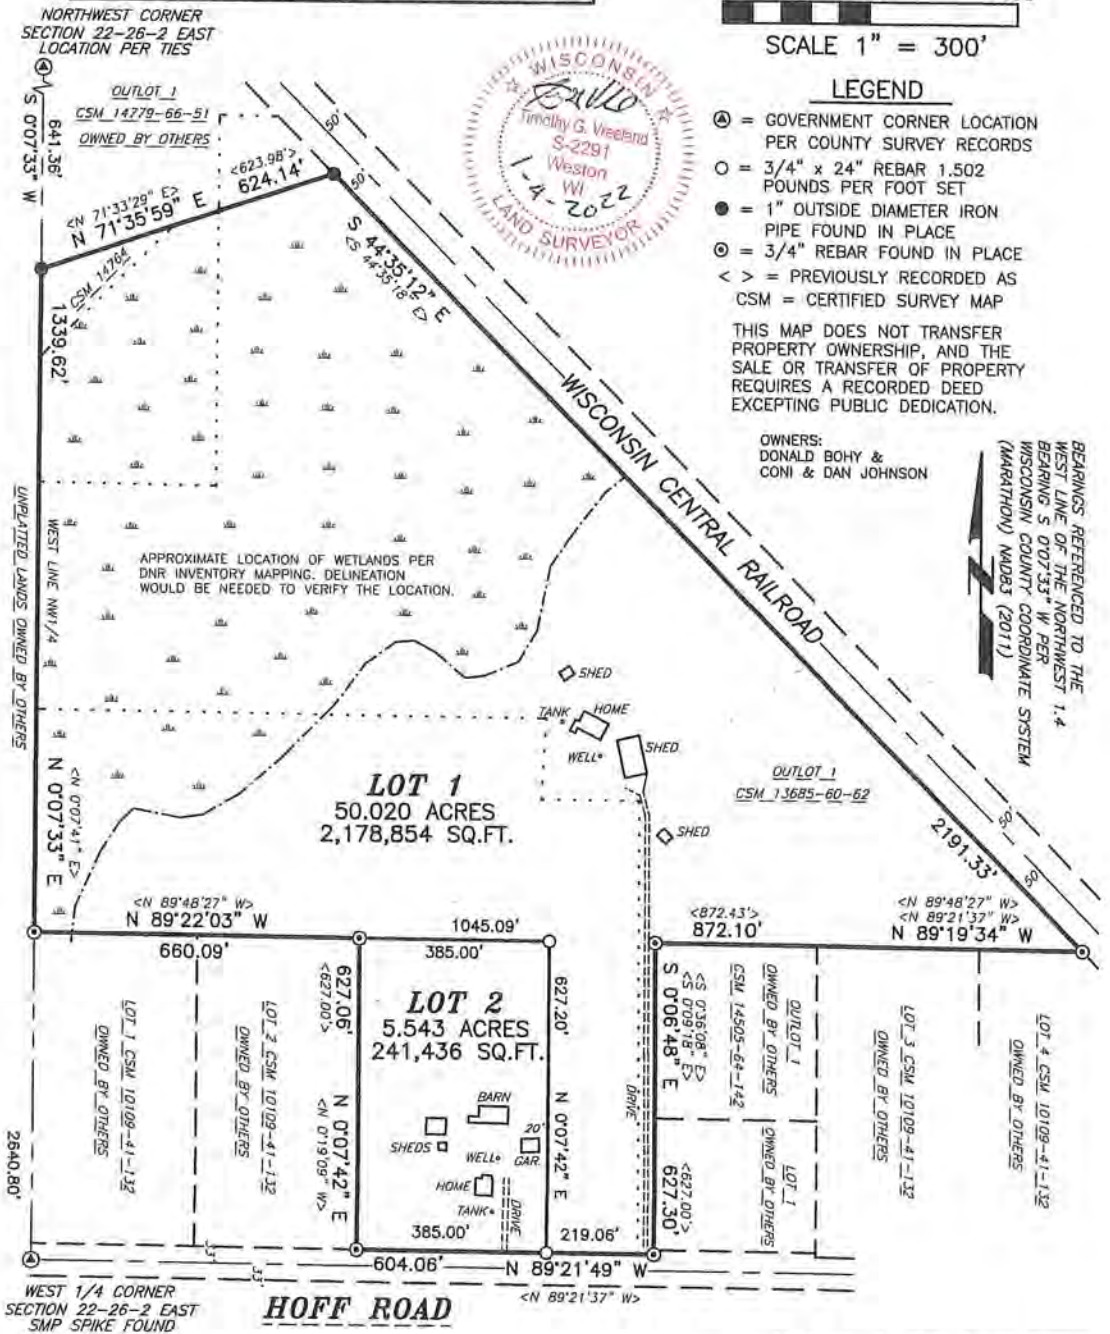 NORTHWEST CORNER
SECTION 22-26-2 EAST
LOCATION PER TIES
SCALE 1" = 300'
LEGEND
= GOVERNMENT CORNER LOCATION
PER COUNTY SURVEY RECORDS
= 3/4" x 24" REBAR 1.502
POUNDS PER FOOT SET
= 1" OUTSIDE DIAMETER IRON
PIPE FOUND IN PLACE
= 3/4" REBAR FOUND IN PLACE
< > = PREVIOUSLY RECORDED AS
CSM = CERTIFIED SURVEY MAP
THIS MAP DOES NOT TRANSFER
PROPERTY OWNERSHIP, AND THE
SALE OR TRANSFER OF PROPERTY
REQUIRES A RECORDED DEED
EXCEPTING PUBLIC DEDICATION.
OWNERS:
DONALD BOHY &
CONI & DAN JOHNSON
BEARINGS REFERENCED TO THE
WEST LINE OF THE NORTHWEST 1.4
BEARING S 0°07'33" W PER
WISCONSIN COUNTY COORDINATE SYSTEM
(MARATHON) NAD83 (2011)
N
WISCONSIN
Timothy G. Vreeland
S-2291
Weston
WI
1-4-2022
LAND SURVEYOR
OUTLOT 1
CSM 14779-66-51
OWNED BY OTHERS
641.36'
S 0°07'33" W
<623.98'>
624.14'
<N 71°33'29" E>
N 71°35'59" E
CSM 14764
50'
50'
S 44°35'12" E
<S 44°35'18" E>
1339.62'
WISCONSIN CENTRAL RAILROAD
UNPLATTED LANDS OWNED BY OTHERS
WEST LINE NW1/4
APPROXIMATE LOCATION OF WETLANDS PER
DNR INVENTORY MAPPING. DELINEATION
WOULD BE NEEDED TO VERIFY THE LOCATION.
SHED
TANK
HOME
WELL
SHED
OUTLOT 1
CSM 13685-60-62
SHED
50'
50'
2191.33'
LOT 1
50.020 ACRES
2,178,854 SQ.FT.
N 0°07'33" E
<N 0°07'41" E>
<N 89°48'27" W>
N 89°22'03" W
660.09'
1045.09'
385.00'
<872.43'>
872.10'
<N 89°48'27" W>
<N 89°21'37" W>
N 89°19'34" W
LOT 2
5.543 ACRES
241,436 SQ.FT.
627.06'
<627.00'>
N 0°07'42" E
<N 0°19'09" W>
627.20'
N 0°07'42" E
BARN
SHEDS
20'
GAR.
WELL
HOME
TANK
DRIVE
385.00'
219.06'
DRIVE
S 0°06'48" E
<S 0°36'08" E>
<S 0°09'18" E>
<627.00'>
627.30'
OUTLOT 1
OWNED BY OTHERS
CSM 14505-64-142
LOT 1
OWNED BY OTHERS
LOT 3 CSM 10109-41-132
OWNED BY OTHERS
LOT 4 CSM 10109-41-132
OWNED BY OTHERS
LOT 1 CSM 10109-41-132
OWNED BY OTHERS
LOT 2 CSM 10109-41-132
OWNED BY OTHERS
2640.80'
33'
33'
604.06'
N 89°21'49" W
<N 89°21'37" W>
WEST 1/4 CORNER
SECTION 22-26-2 EAST
SMP SPIKE FOUND
HOFF ROAD